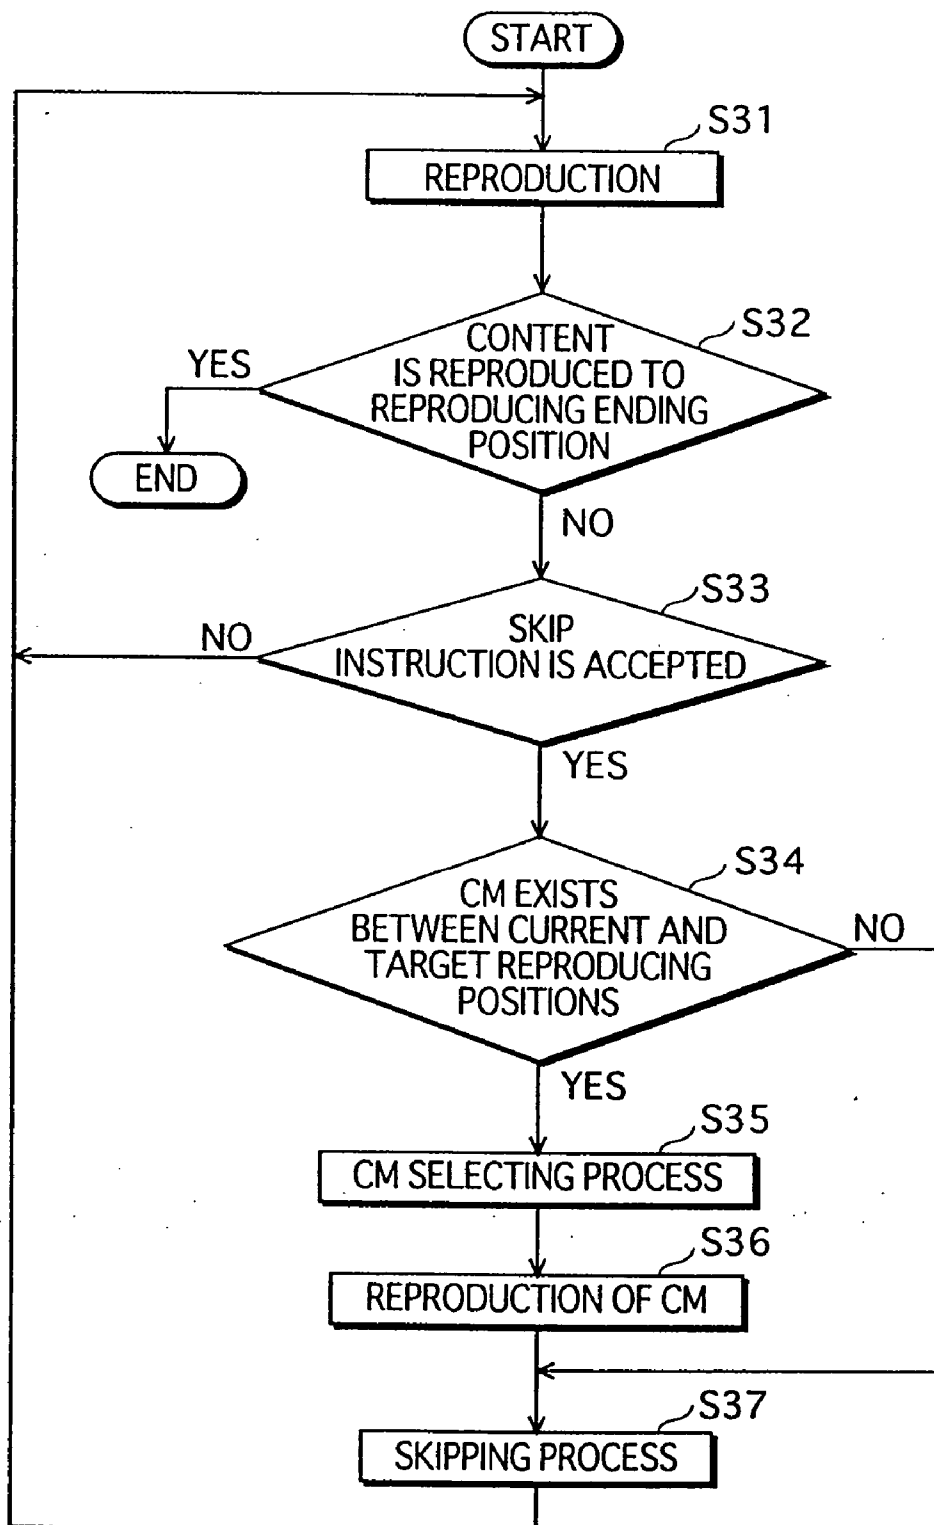 START
S31
REPRODUCTION
S32
CONTENT
IS REPRODUCED TO
REPRODUCING ENDING
POSITION
YES
END
NO
S33
SKIP
INSTRUCTION IS ACCEPTED
NO
YES
S34
CM EXISTS
BETWEEN CURRENT AND
TARGET REPRODUCING
POSITIONS
NO
YES
S35
CM SELECTING PROCESS
S36
REPRODUCTION OF CM
S37
SKIPPING PROCESS